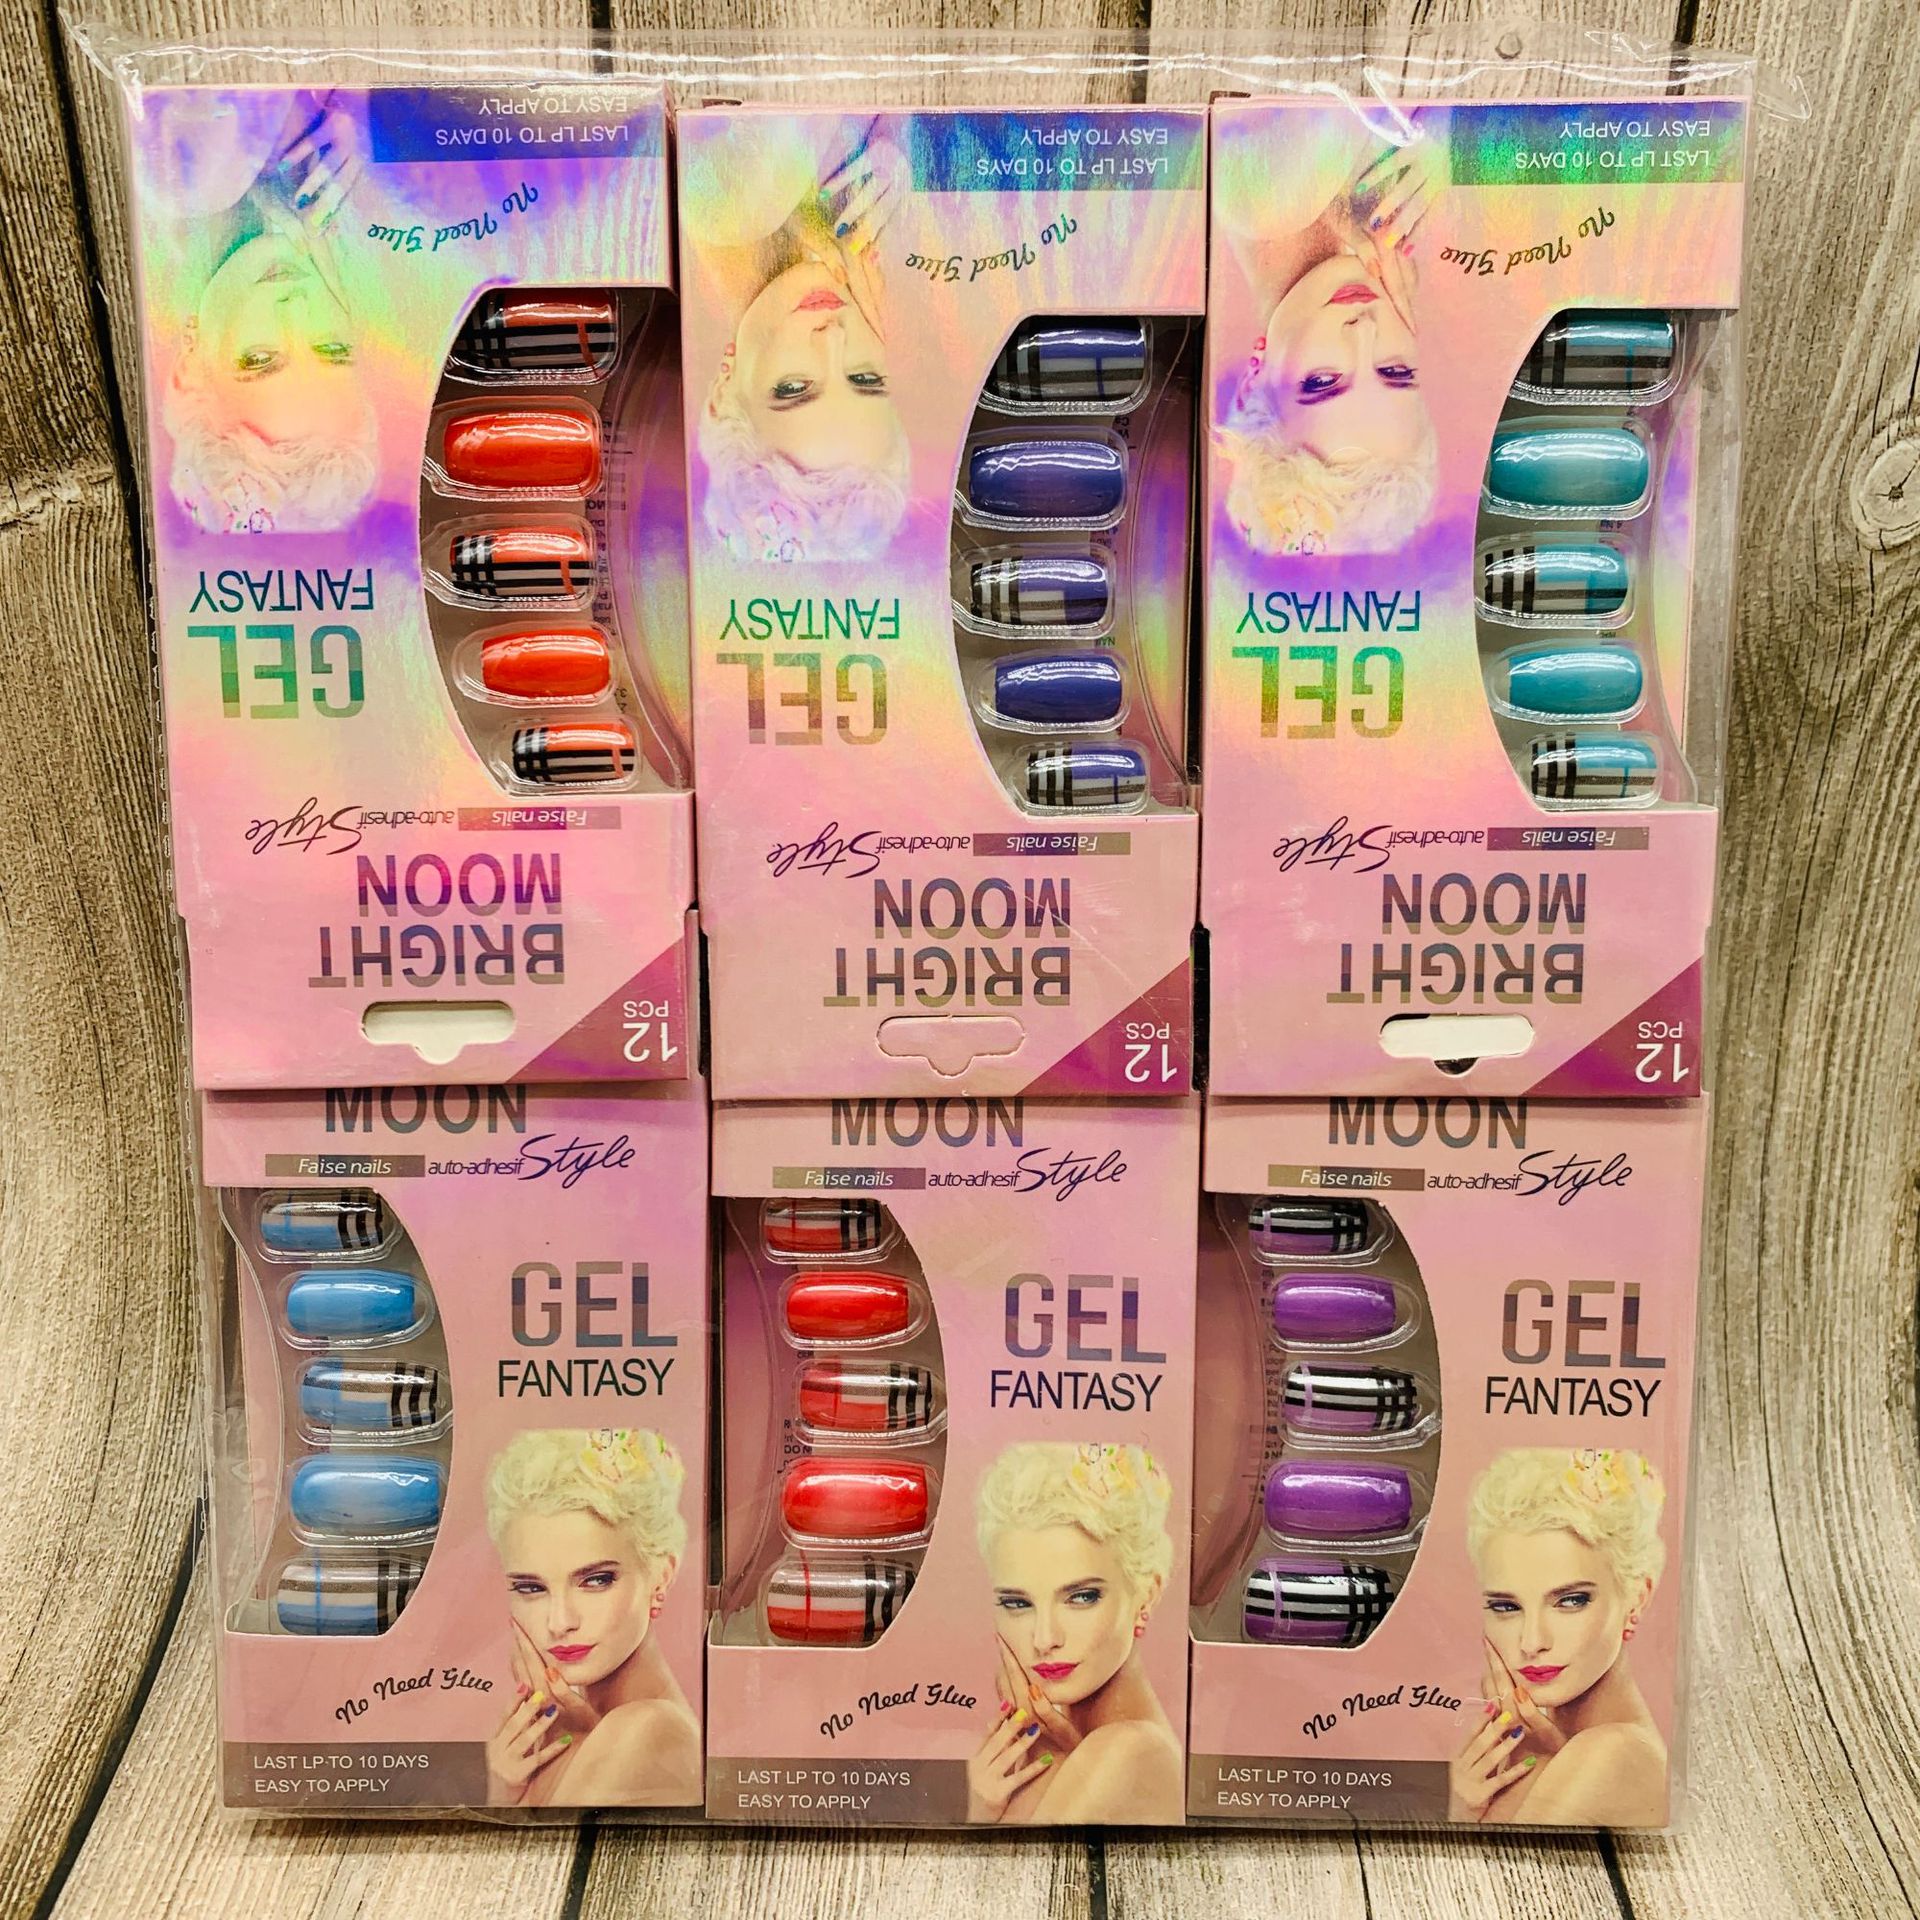 BRIGHT
MOON
Faise nails auto-adhesif Style
GEL
FANTASY
No Need Glue
LAST LP TO 10 DAYS
EASY TO APPLY
12
PCS
BRIGHT
MOON
Faise nails auto-adhesif Style
GEL
FANTASY
No Need Glue
LAST LP TO 10 DAYS
EASY TO APPLY
12
PCS
BRIGHT
MOON
Faise nails auto-adhesif Style
GEL
FANTASY
No Need Glue
LAST LP TO 10 DAYS
EASY TO APPLY
12
PCS
MOON
Faise nails auto-adhesif Style
GEL
FANTASY
No Need Glue
LAST LP TO 10 DAYS
EASY TO APPLY
MOON
Faise nails auto-adhesif Style
GEL
FANTASY
No Need Glue
LAST LP TO 10 DAYS
EASY TO APPLY
MOON
Faise nails auto-adhesif Style
GEL
FANTASY
No Need Glue
LAST LP TO 10 DAYS
EASY TO APPLY